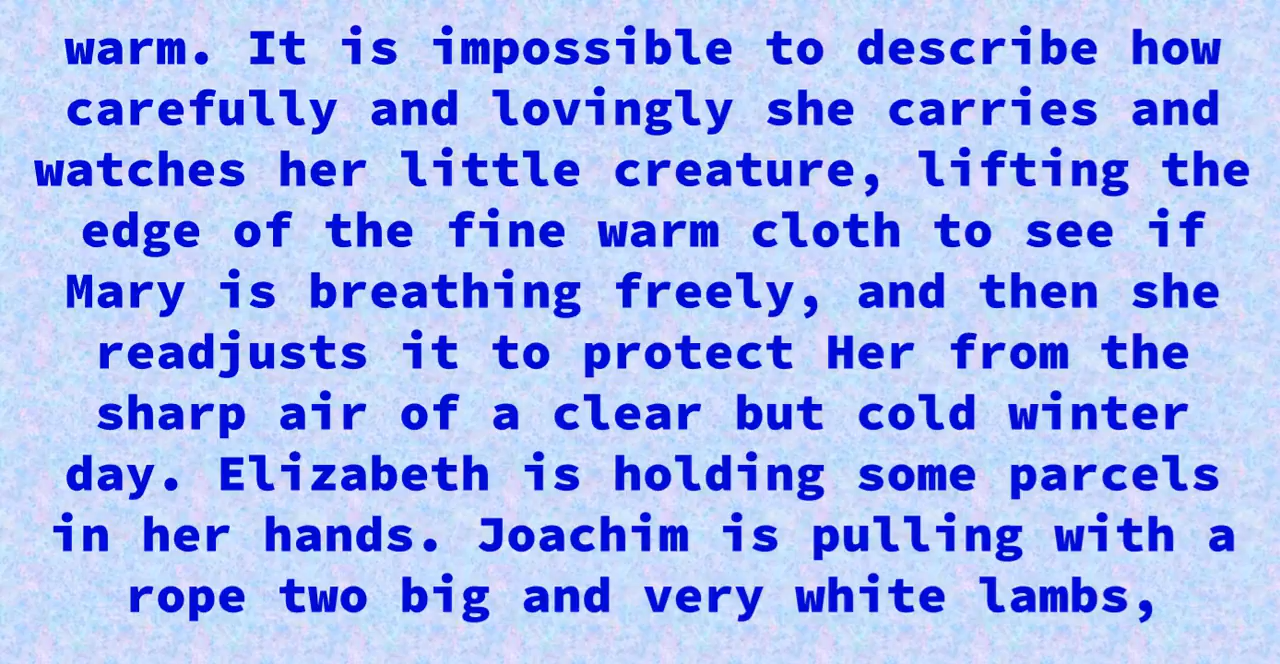 warm. It is impossible to describe how
carefully and lovingly she carries and
watches her little creature, lifting the
edge of the fine warm cloth to see if
Mary is breathing freely, and then she
readjusts it to protect Her from the
sharp air of a clear but cold winter
day. Elizabeth is holding some parcels
in her hands. Joachim is pulling with a
rope two big and very white lambs,